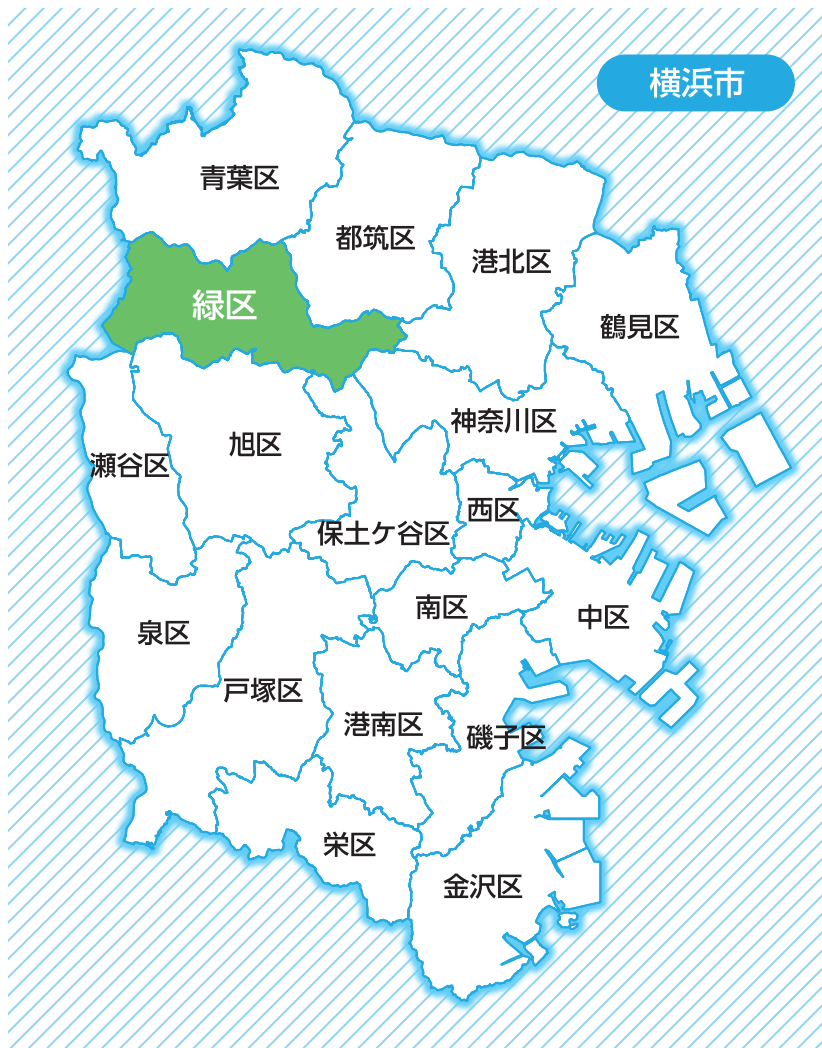 横浜市
青葉区
都筑区
港北区
緑区
鶴見区
神奈川区
旭区
瀬谷区
西区
保土ケ谷区
南区
中区
泉区
戸塚区
港南区
磯子区
栄区
金沢区